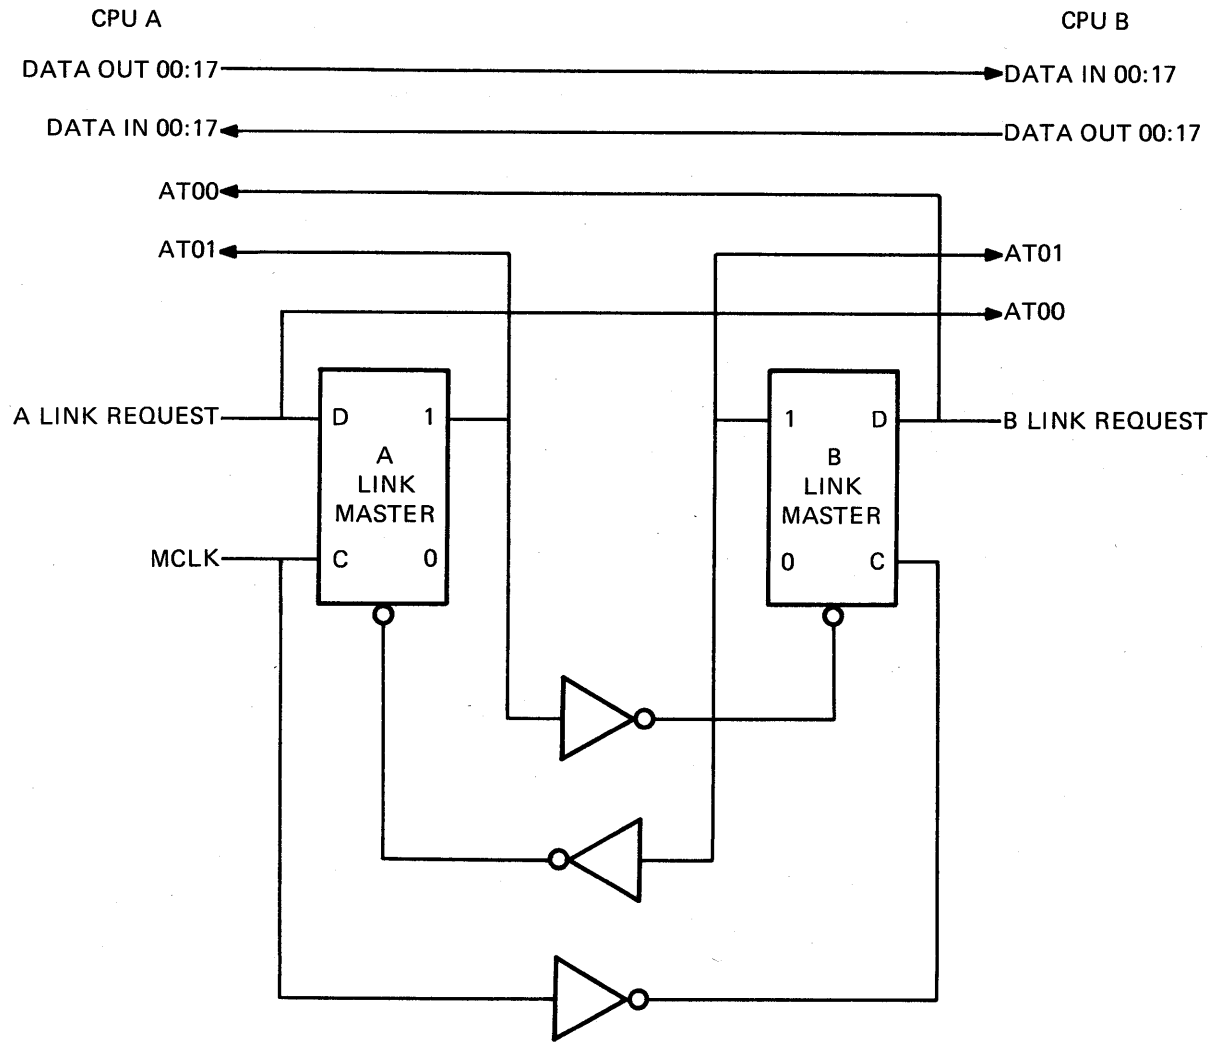 CPU A
CPU B
DATA OUT 00:17
DATA IN 00:17
DATA IN 00:17
DATA OUT 00:17
AT00
AT01
AT01
AT00
A LINK REQUEST
D
1
1
D
B LINK REQUEST
A
LINK
MASTER
B
LINK
MASTER
MCLK
C
0
0
C